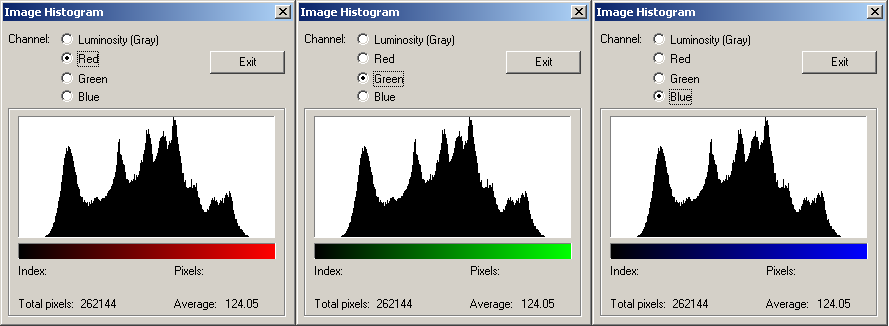 Image Histogram
Channel:
Luminosity (Gray)
Red
Green
Blue
Exit
Index:
Pixels:
Total pixels: 262144
Average: 124.05
Image Histogram
Channel:
Luminosity (Gray)
Red
Green
Blue
Exit
Index:
Pixels:
Total pixels: 262144
Average: 124.05
Image Histogram
Channel:
Luminosity (Gray)
Red
Green
Blue
Exit
Index:
Pixels:
Total pixels: 262144
Average: 124.05